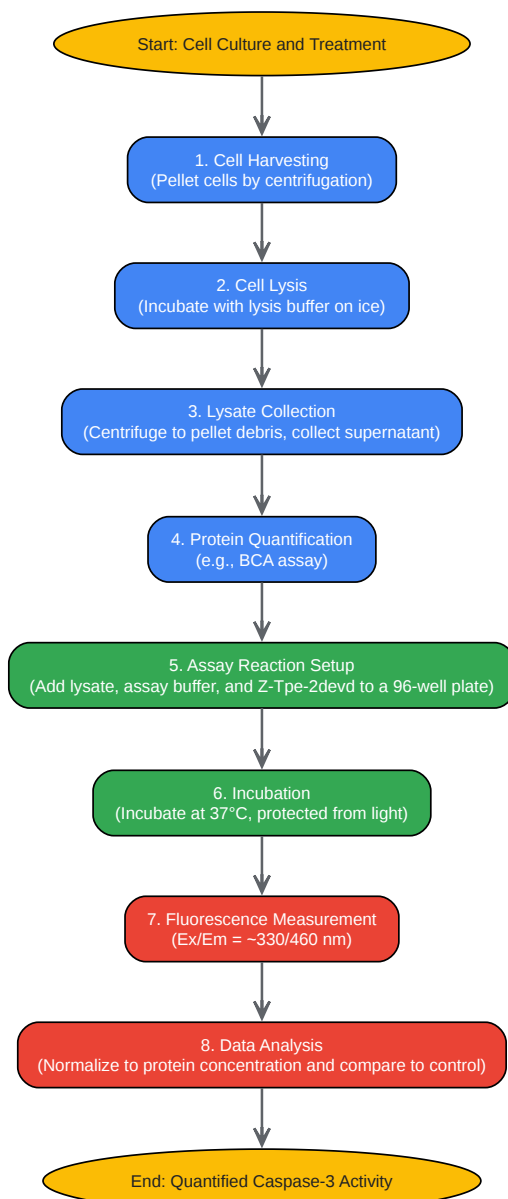 Start: Cell Culture and Treatment
1. Cell Harvesting
(Pellet cells by centrifugation)
2. Cell Lysis
(Incubate with lysis buffer on ice)
3. Lysate Collection
(Centrifuge to pellet debris, collect supernatant)
4. Protein Quantification
(e.g., BCA assay)
5. Assay Reaction Setup
(Add lysate, assay buffer, and Z-Tpe-2devd to a 96-well plate)
6. Incubation
(Incubate at 37°C, protected from light)
7. Fluorescence Measurement
(Ex/Em = ~330/460 nm)
8. Data Analysis
(Normalize to protein concentration and compare to control)
End: Quantified Caspase-3 Activity